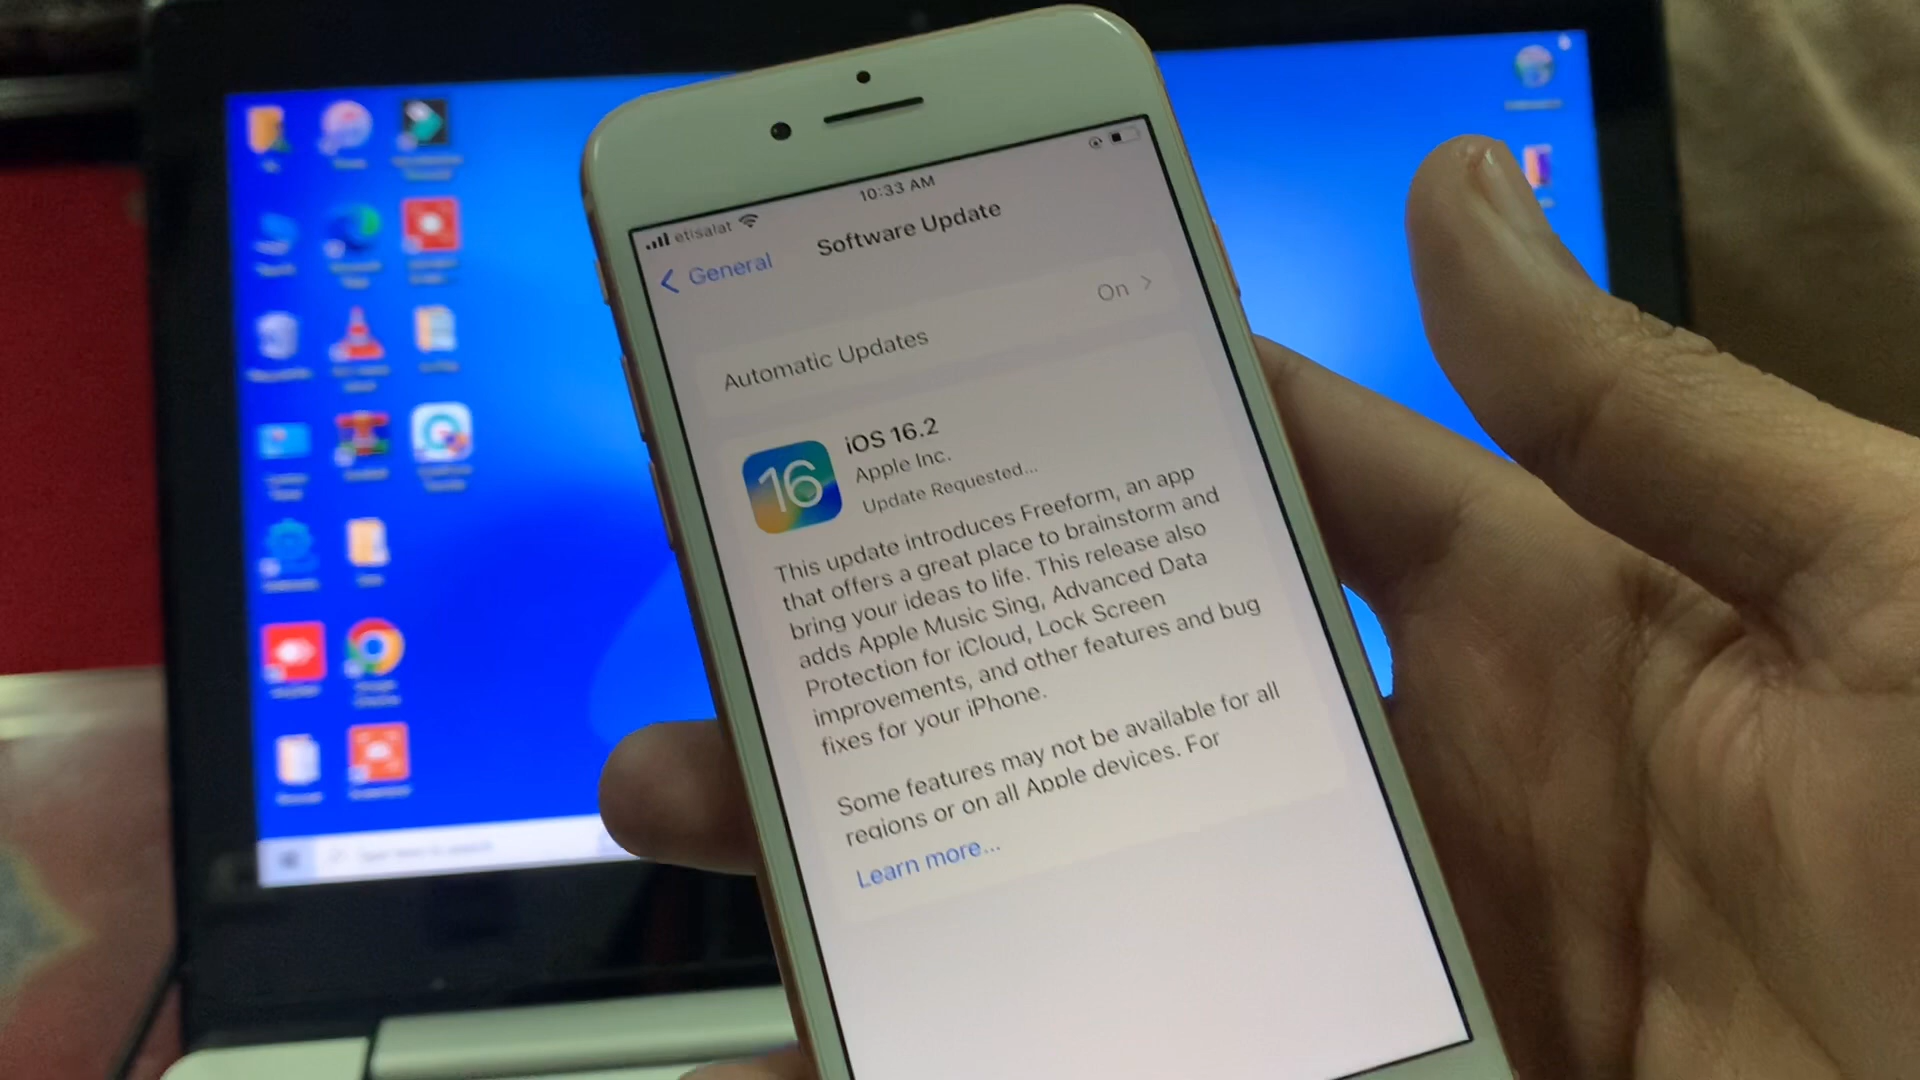 etisalat
10:33 AM
General
Software Update
Automatic Updates
On
16
iOS 16.2
Apple Inc.
Update Requested...
This update introduces Freeform, an app
that offers a great place to brainstorm and
bring your ideas to life. This release also
adds Apple Music Sing, Advanced Data
Protection for iCloud, Lock Screen
improvements, and other features and bug
fixes for your iPhone.
Some features may not be available for all
regions or on all Apple devices. For
Learn more...
Type here to search